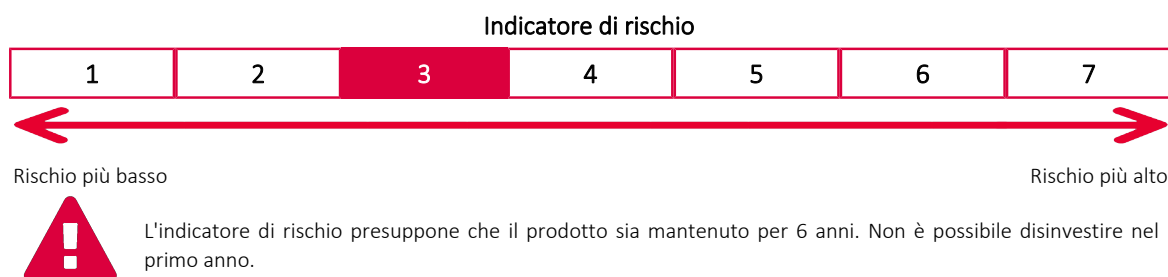 Indicatore di rischio
1 2 3 4 5 6 7
Rischio più basso Rischio più alto
L'indicatore di rischio presuppone che il prodotto sia mantenuto per 6 anni. Non è possibile disinvestire nel
primo anno.